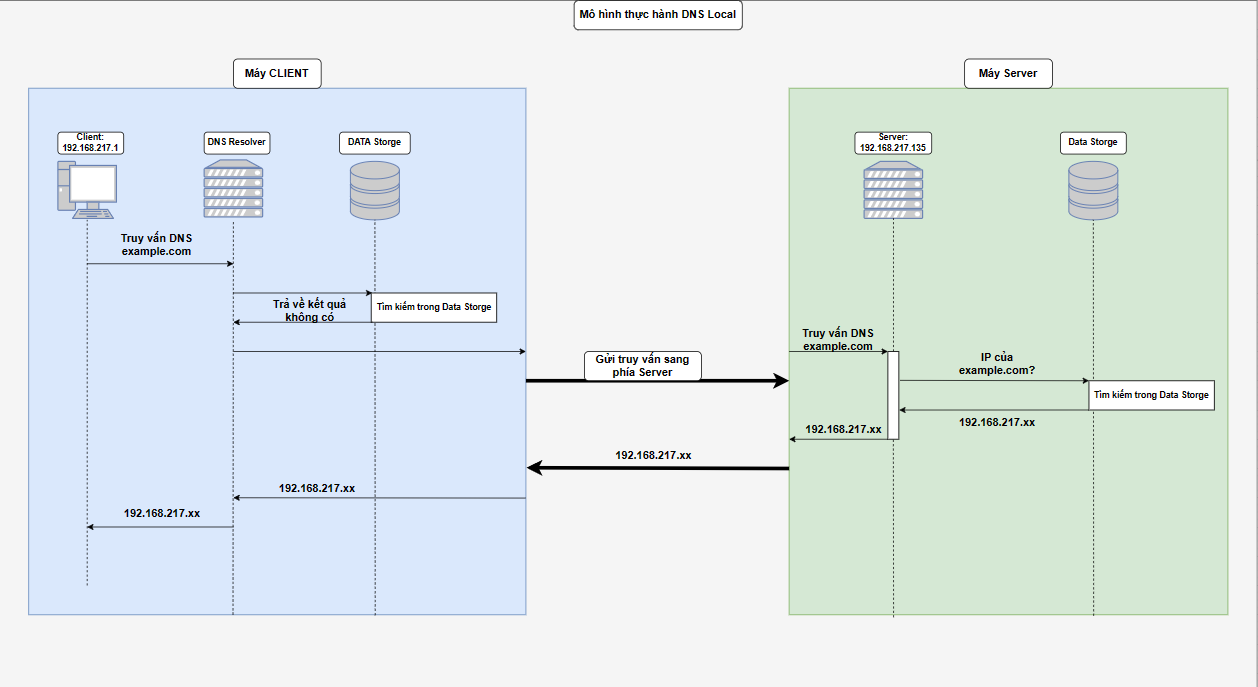 Mô hình thực hành DNS Local
Máy CLIENT
Máy Server
Client:
192.168.217.1
DNS Resolver
DATA Storge
Server:
192.168.217.135
Data Storge
Truy vấn DNS
example.com
Trả về kết quả
không có
Tìm kiếm trong Data Storge
Gửi truy vấn sang
phía Server
Truy vấn DNS
example.com
IP của
example.com?
Tìm kiếm trong Data Storge
192.168.217.xx
192.168.217.xx
192.168.217.xx
192.168.217.xx
192.168.217.xx